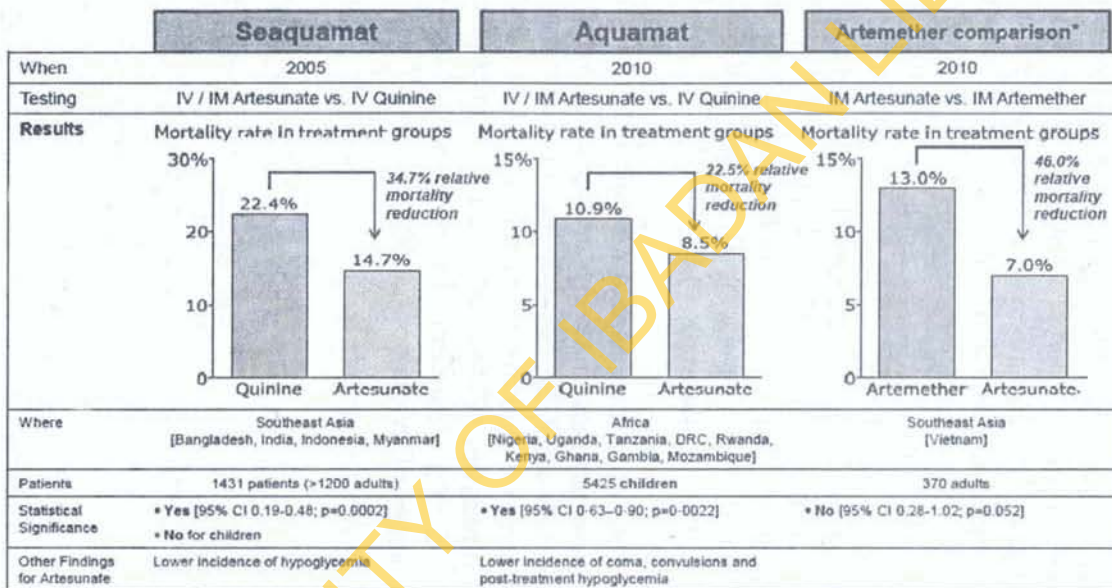 Seaquamat Aquamat Artemether comparison*
When 2005 2010 2010
Testing IV / IM Artesunate vs. IV Quinine IV / IM Artesunate vs. IV Quinine IM Artesunate vs. IM Artemether
Results Mortality rate in treatment groups Mortality rate in treatment groups Mortality rate in treatment groups
30%
22.4%
34.7% relative
mortality
reduction
20
14.7%
10
0
Quinine Artesunate
15%
10.9%
22.5% relative
mortality
reduction
10
8.5%
5
0
Quinine Artesunate
15%
13.0%
46.0%
relative
mortality
reduction
10
7.0%
5
0
Artemether Artesunate
Where Southeast Asia Africa Southeast Asia
[Bangladesh, India, Indonesia, Myanmar] [Nigeria, Uganda, Tanzania, DRC, Rwanda, [Vietnam]
Kenya, Ghana, Gambia, Mozambique]
Patients 1431 patients (>1200 adults) 5425 children 370 adults
Statistical • Yes [95% CI 0.19-0.48; p=0.0002] • Yes [95% CI 0·63–0·90; p=0·0022] • No [95% CI 0.28-1.02; p=0.052]
Significance • No for children
Other Findings Lower incidence of hypoglycemia Lower incidence of coma, convulsions and
for Artesunate post-treatment hypoglycemia
UNIVERSITY OF IBADAN LIBRARY